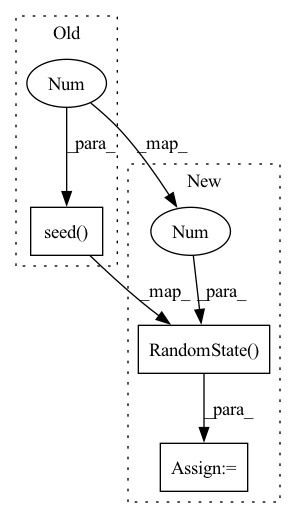 Old
Num
_para_
_map_
New
seed()
Num
_map_
_para_
RandomState()
_para_
Assign:=